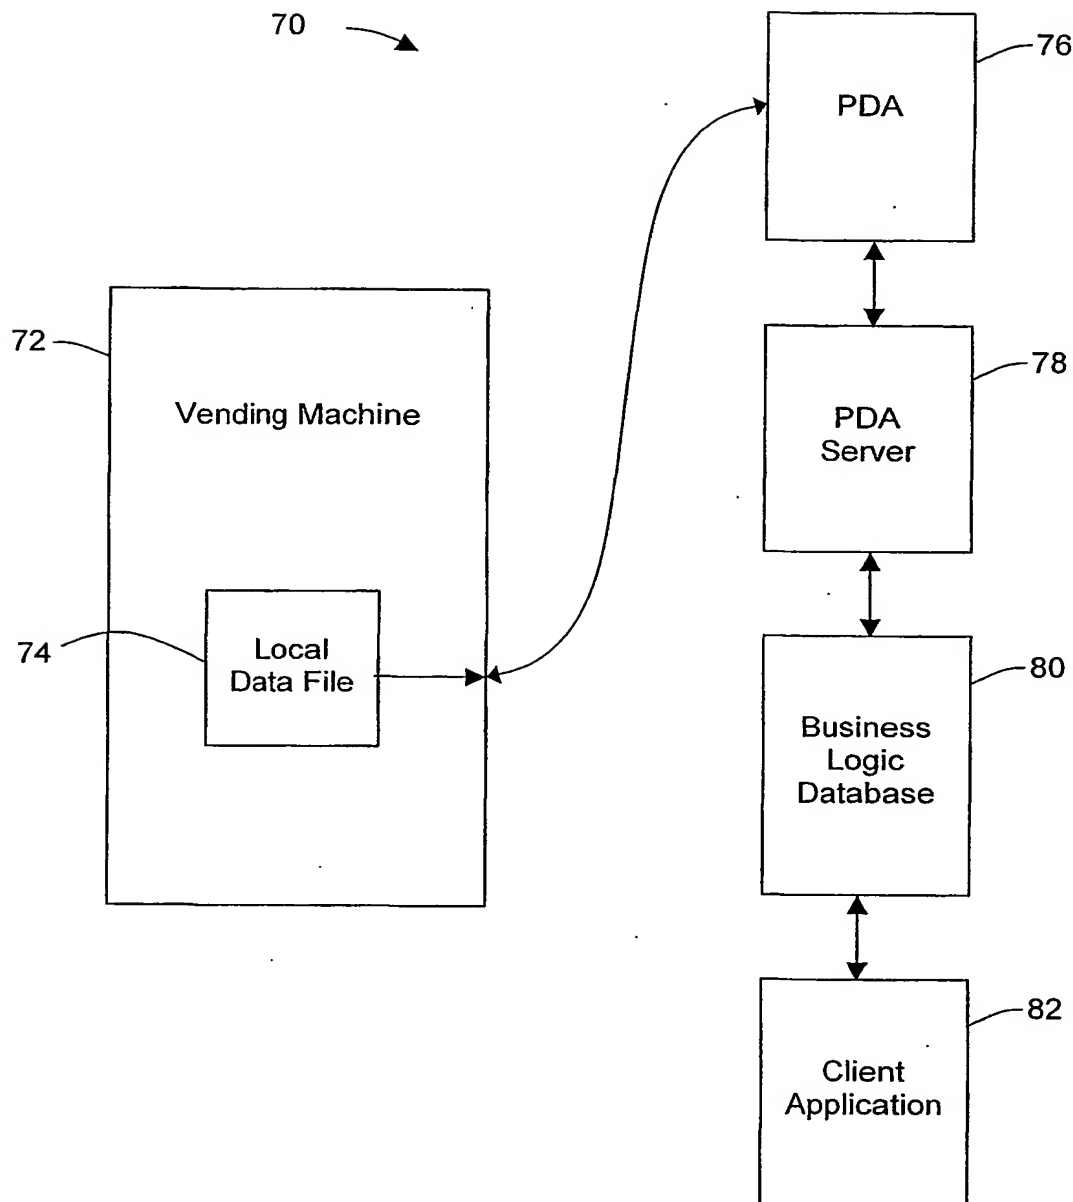 70
76
PDA
72
78
Vending Machine
PDA
Server
74
Local
Data File
80
Business
Logic
Database
82
Client
Application